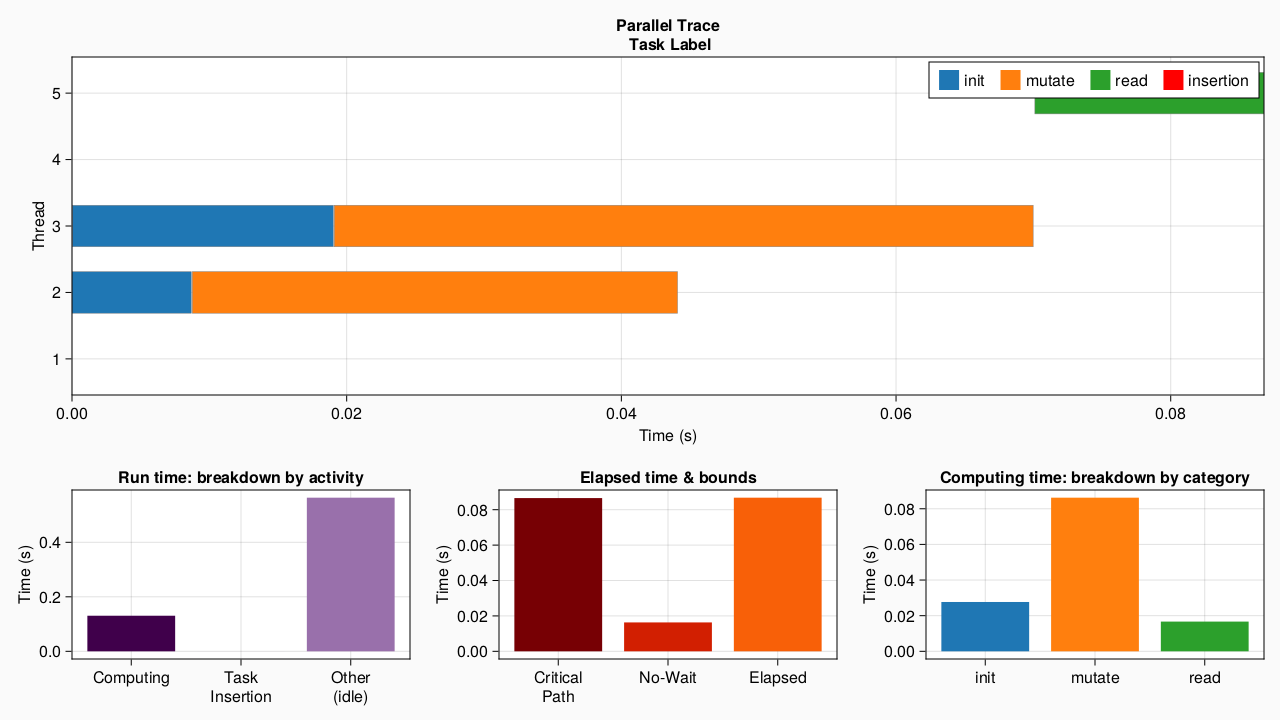 Parallel Trace
Task Label
init mutate read insertion
5
4
3
2
1
Thread
0.00 0.02 0.04 0.06 0.08
Time (s)
Run time: breakdown by activity
Time (s)
0.4
0.2
0.0
Computing Task Insertion Other (idle)
Elapsed time & bounds
Time (s)
0.08
0.06
0.04
0.02
0.00
Critical Path No-Wait Elapsed
Computing time: breakdown by category
Time (s)
0.08
0.06
0.04
0.02
0.00
init mutate read